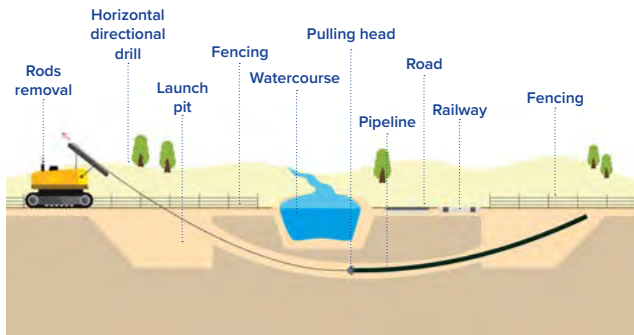 Horizontal
directional
drill
Pulling head
Rods
removal
Fencing
Launch
pit
Watercourse
Road
Pipeline
Railway
Fencing